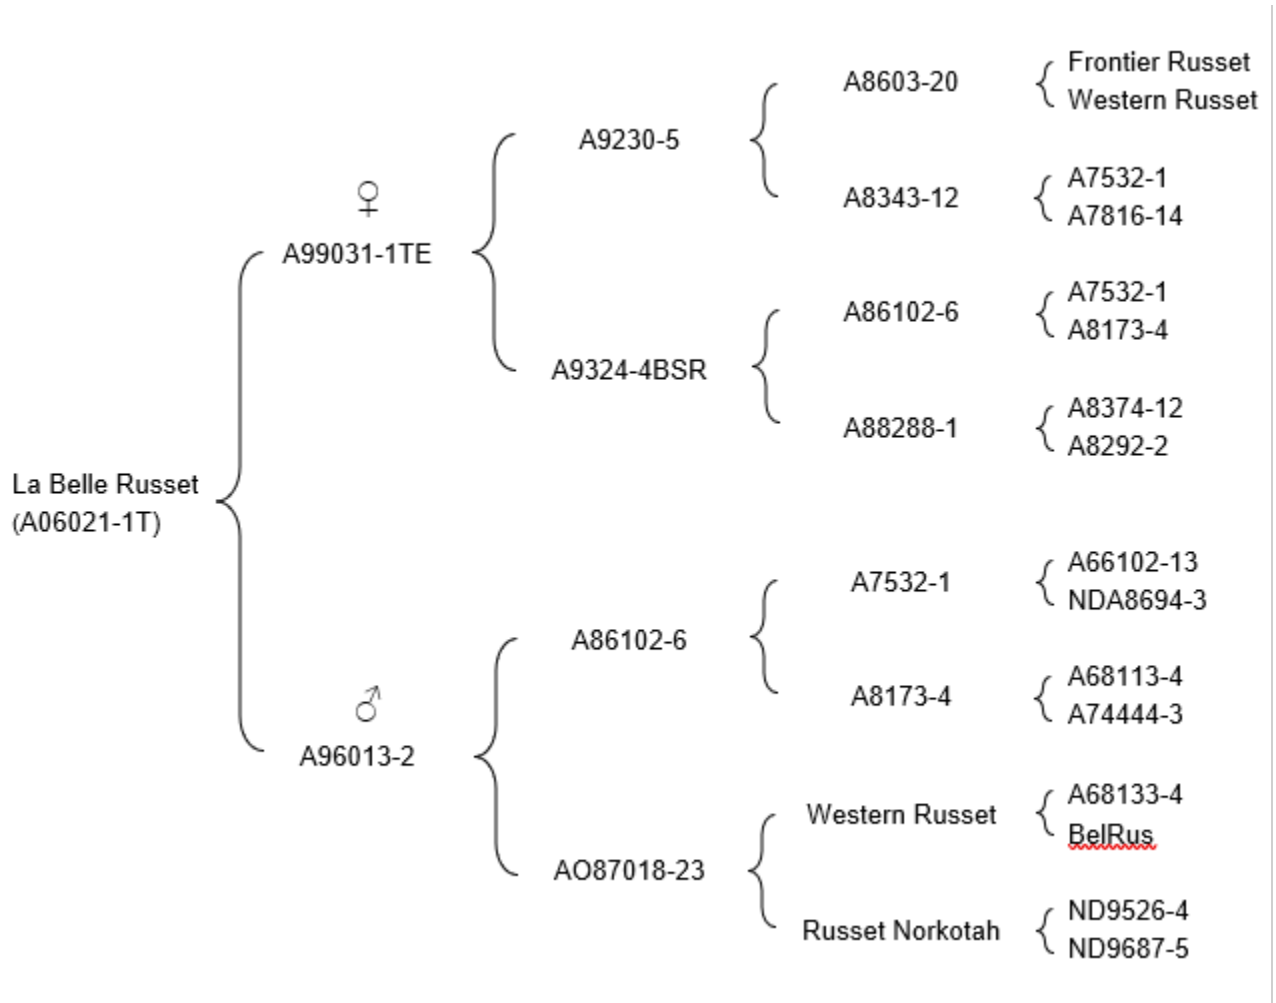 Frontier Russet
A8603-20
Western Russet
A9230-5
A7532-1
A8343-12
A7816-14
♀
A99031-1TE
A7532-1
A86102-6
A8173-4
A9324-4BSR
A8374-12
A88288-1
A8292-2
La Belle Russet
(A06021-1T)
A66102-13
A7532-1
NDA8694-3
A86102-6
A68113-4
A8173-4
A74444-3
♂
A96013-2
A68133-4
Western Russet
BelRus
AO87018-23
ND9526-4
Russet Norkotah
ND9687-5